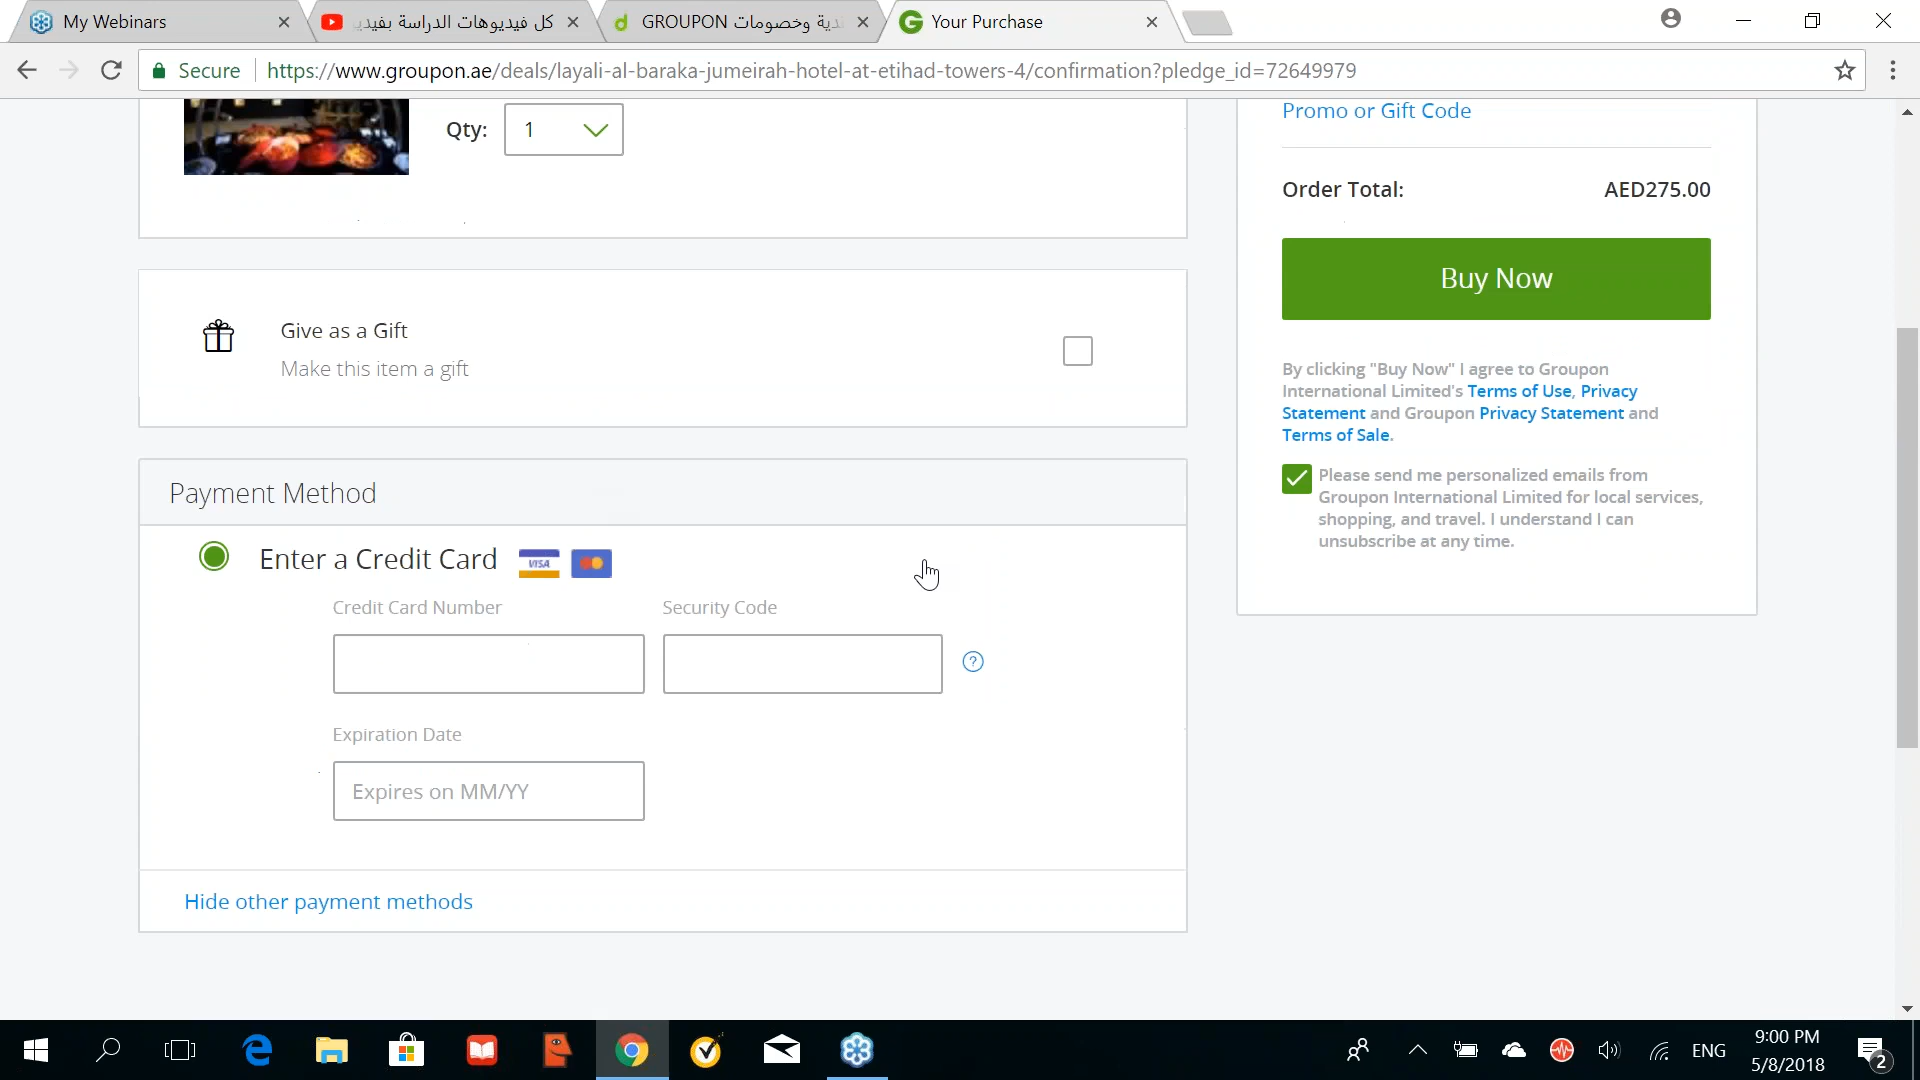 My Webinars
كل فيديوهات الدراسة بفيديـ
GROUPON دية وخصومات
Your Purchase
Secure
https://www.groupon.ae/deals/layali-al-baraka-jumeirah-hotel-at-etihad-towers-4/confirmation?pledge_id=72649979
Qty:
1
Give as a Gift
Make this item a gift
Payment Method
Enter a Credit Card
VISA
Credit Card Number
Security Code
?
Expiration Date
Expires on MM/YY
Hide other payment methods
Promo or Gift Code
Order Total:
AED275.00
Buy Now
By clicking "Buy Now" I agree to Groupon
International Limited's Terms of Use, Privacy
Statement and Groupon Privacy Statement and
Terms of Sale.
Please send me personalized emails from
Groupon International Limited for local services,
shopping, and travel. I understand I can
unsubscribe at any time.
ENG
9:00 PM
5/8/2018
2